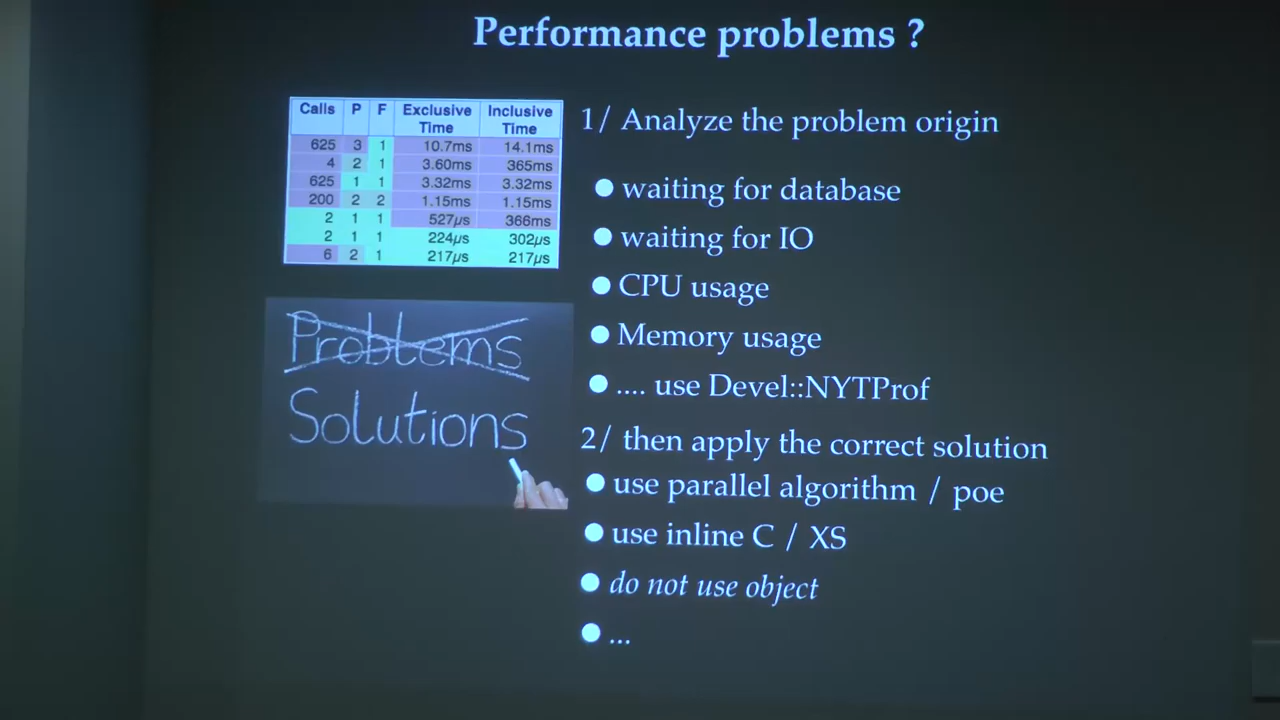 Performance problems ?
Calls P F Exclusive Time Inclusive Time
625 3 1 10.7ms 14.1ms
4 2 1 3.60ms 365ms
625 1 1 3.32ms 3.32ms
200 2 2 1.15ms 1.15ms
2 1 1 527µs 366ms
2 1 1 224µs 302µs
6 2 1 217µs 217µs
Problems
Solutions
1/ Analyze the problem origin
● waiting for database
● waiting for IO
● CPU usage
● Memory usage
● .... use Devel::NYTProf
2/ then apply the correct solution
● use parallel algorithm / poe
● use inline C / XS
● do not use object
● ...